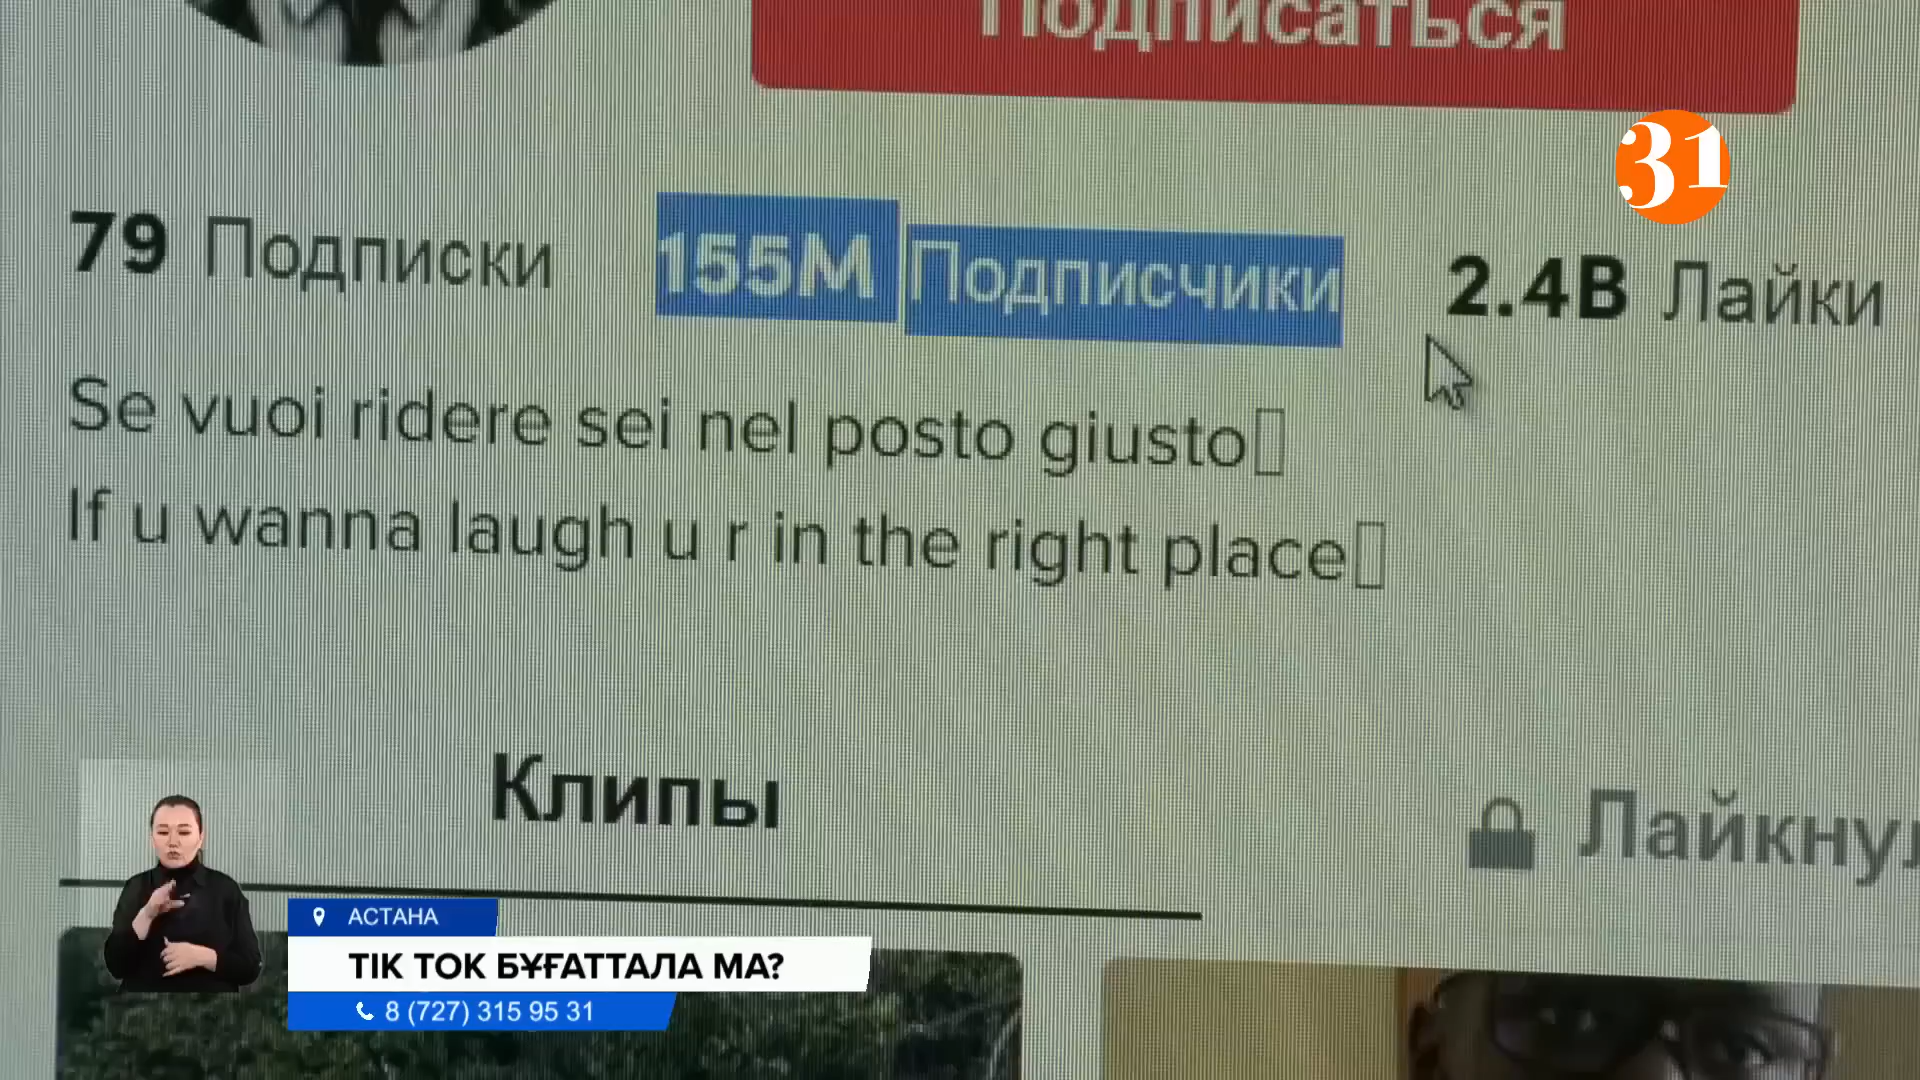 Подписаться
31
79 Подписки 155M Подписчики 2.4B Лайки
Se vuoi ridere sei nel posto giusto
If u wanna laugh u r in the right place
Клипы
АСТАНА
ТІК ТОК БҰҒАТТАЛА МА?
8 (727) 315 95 31